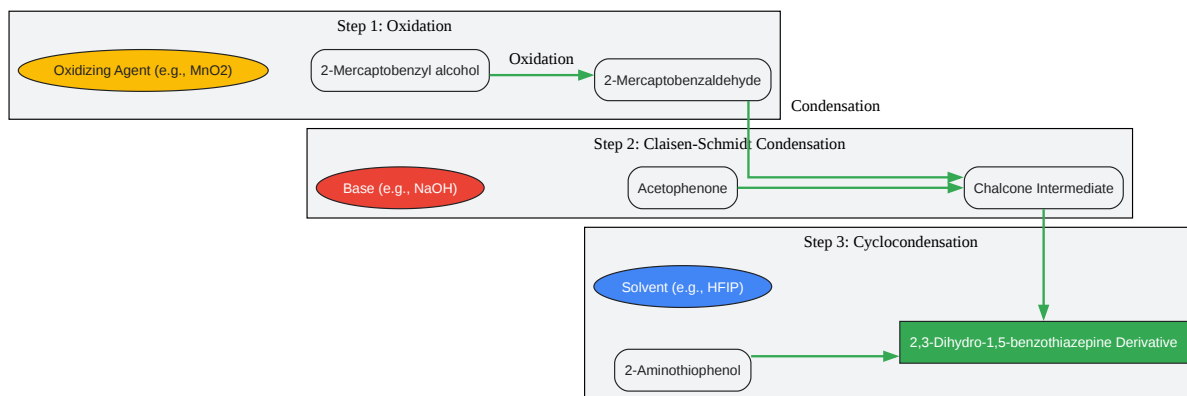 Step 1: Oxidation
Oxidizing Agent (e.g., MnO2)
2-Mercaptobenzyl alcohol
Oxidation
2-Mercaptobenzaldehyde
Condensation
Step 2: Claisen-Schmidt Condensation
Base (e.g., NaOH)
Acetophenone
Chalcone Intermediate
Step 3: Cyclocondensation
Solvent (e.g., HFIP)
2,3-Dihydro-1,5-benzothiazepine Derivative
2-Aminothiophenol